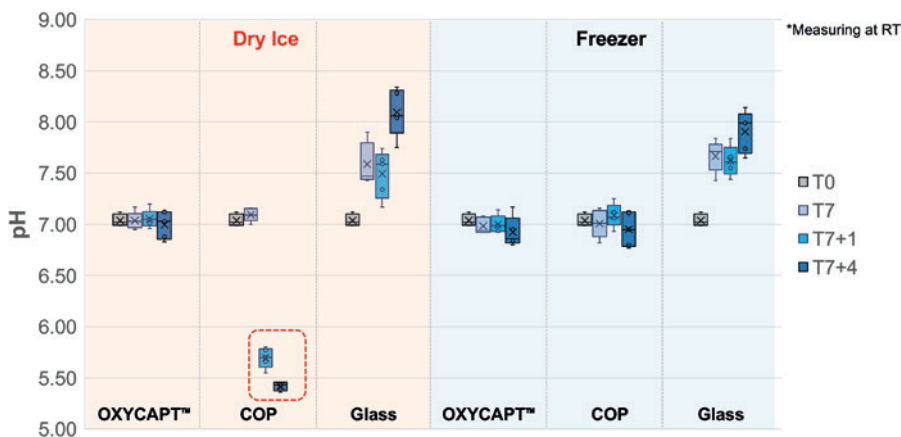 9.00
8.50
8.00
7.50
7.00
6.50
6.00
5.50
5.00
pH
Dry Ice
Freezer
*Measuring at RT
T0
T7
T7+1
T7+4
OXYCAPT™ COP Glass OXYCAPT™ COP Glass